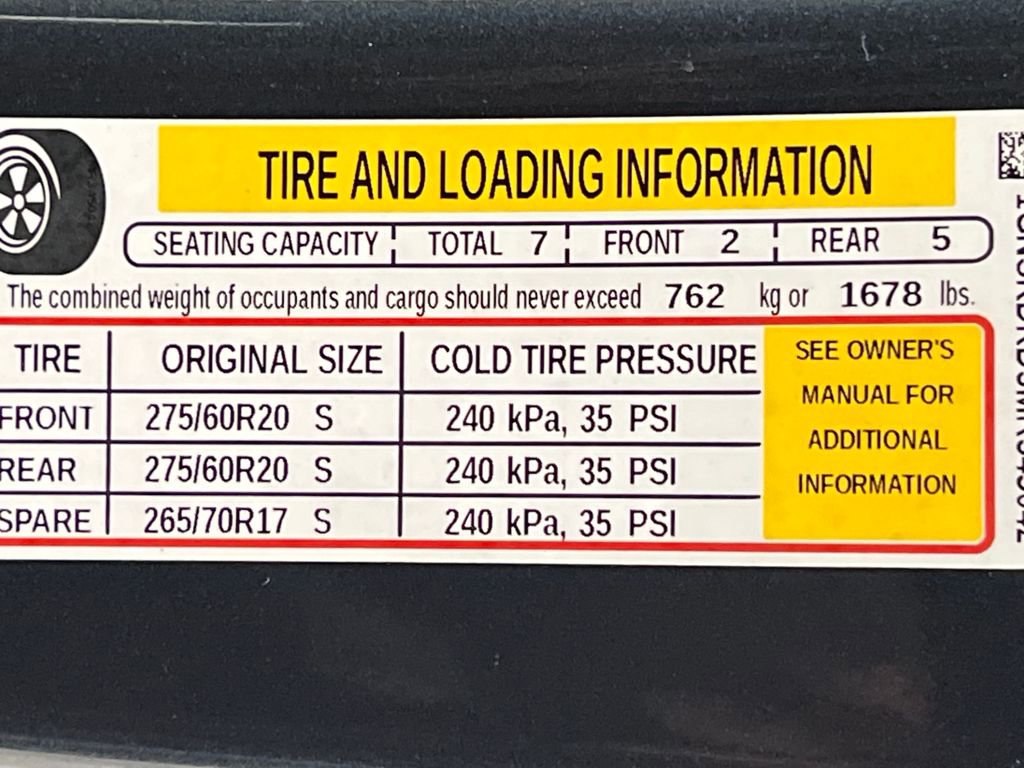 TIRE AND LOADING INFORMATION
SEATING CAPACITY TOTAL 7 FRONT 2 REAR 5
The combined weight of occupants and cargo should never exceed 762 kg or 1678 lbs.
TIRE ORIGINAL SIZE COLD TIRE PRESSURE
FRONT 275/60R20 S 240 kPa, 35 PSI
REAR 275/60R20 S 240 kPa, 35 PSI
SPARE 265/70R17 S 240 kPa, 35 PSI
SEE OWNER'S
MANUAL FOR
ADDITIONAL
INFORMATION